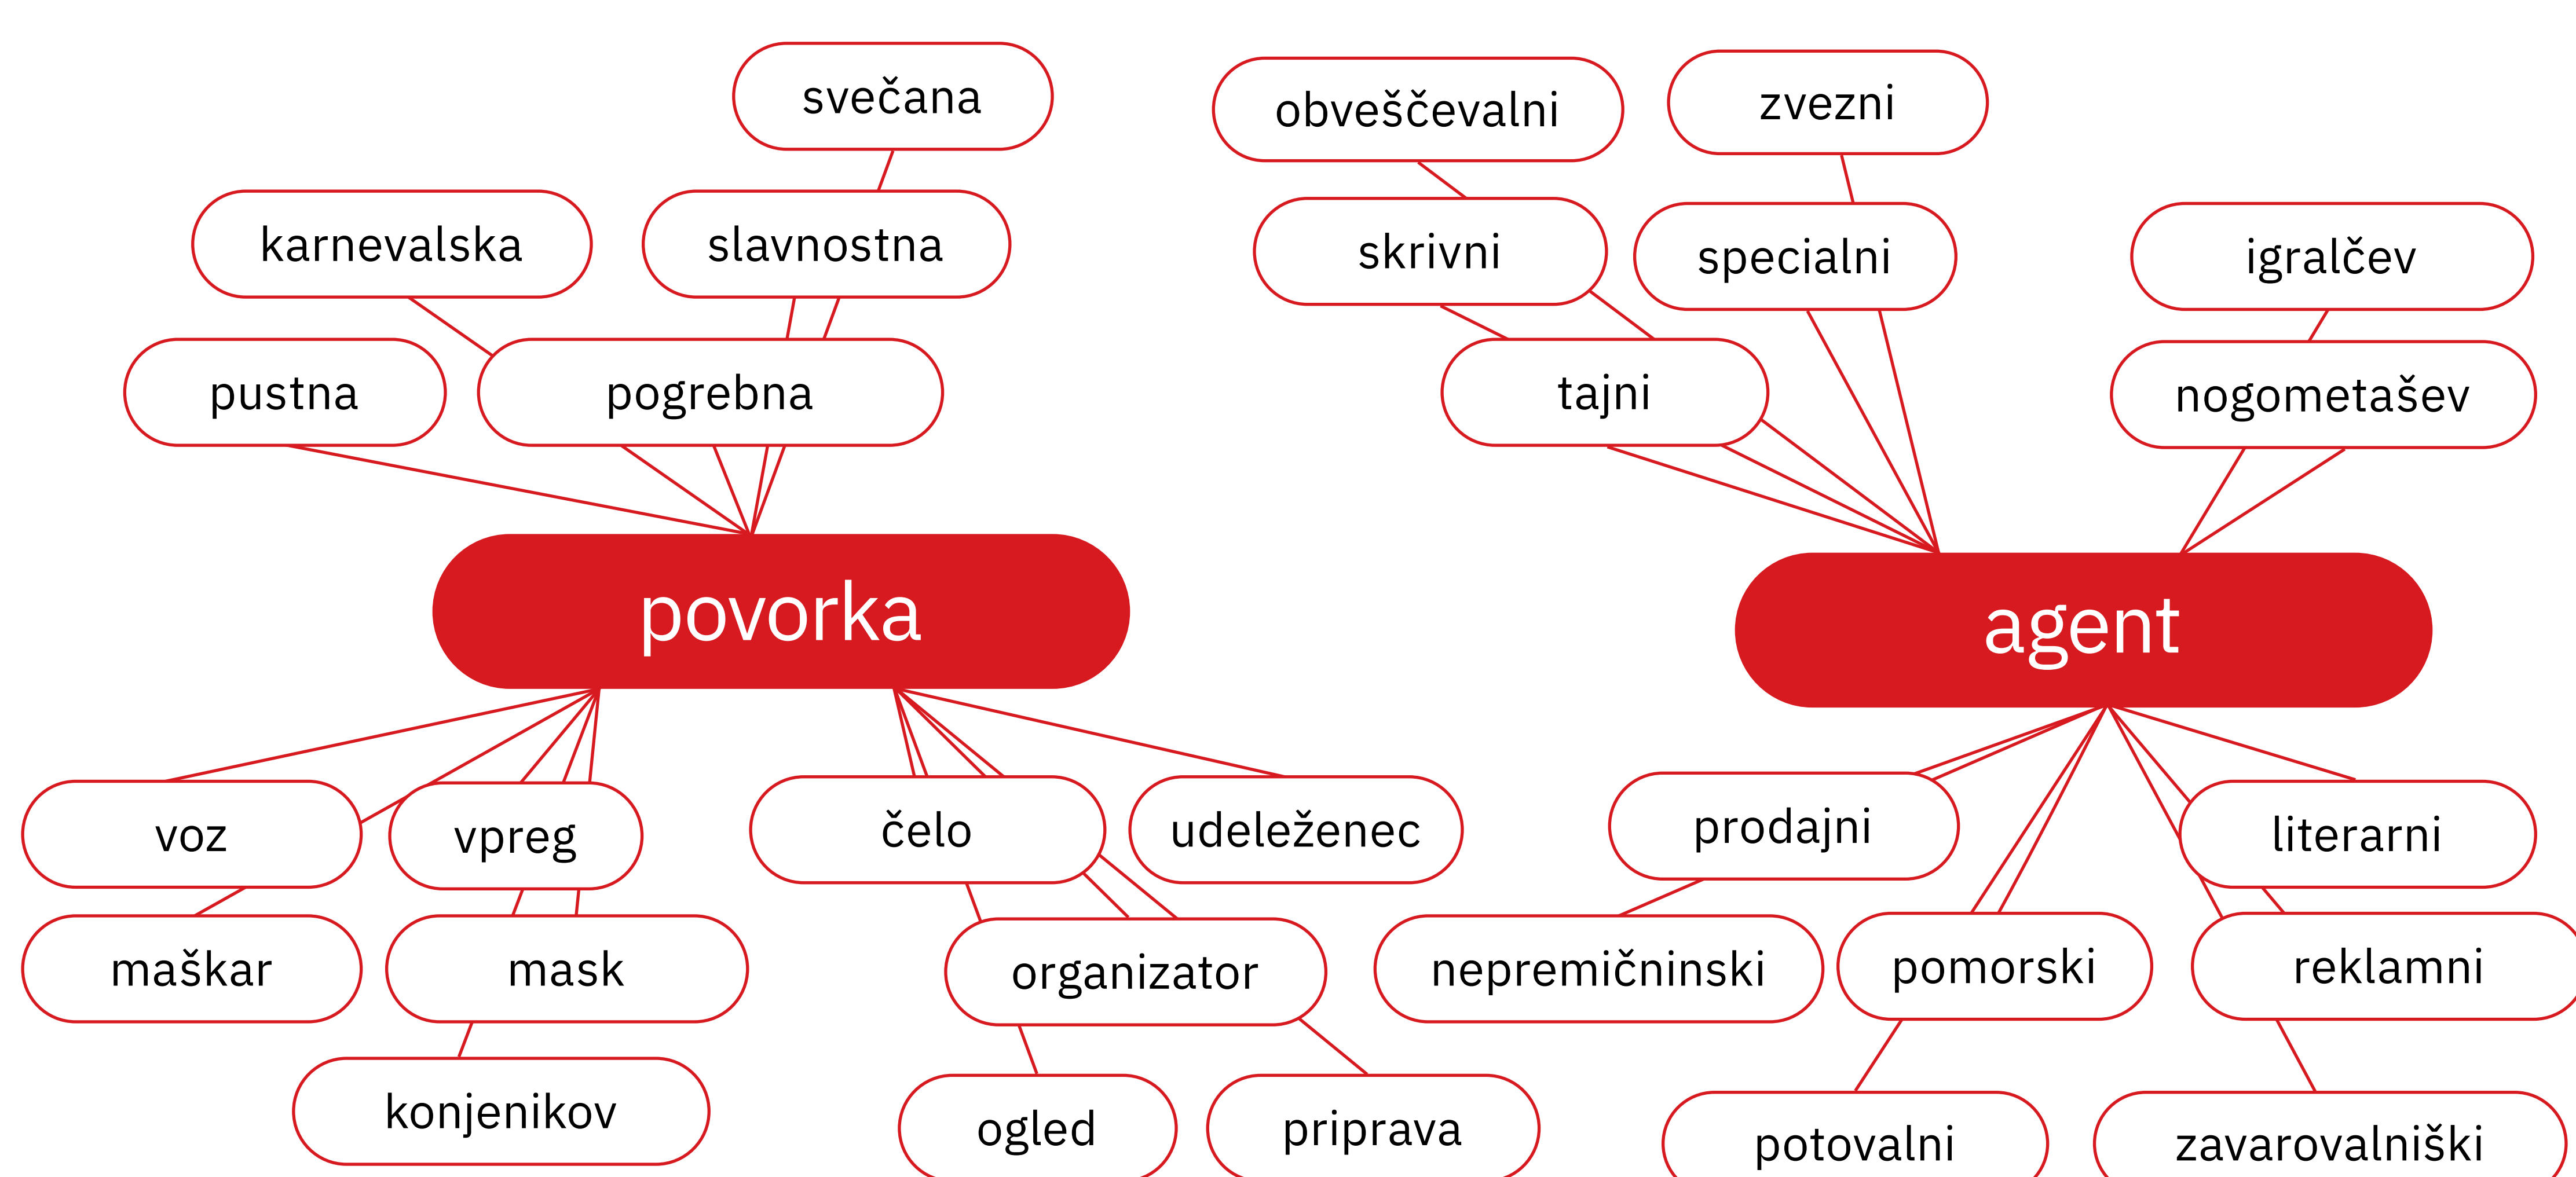 svečana
karnevalska
slavnostna
pustna
pogrebna
povorka
voz
vpreg
čelo
udeleženec
maškar
mask
organizator
konjenikov
ogled
priprava
obveščevalni
zvezni
skrivni
specialni
igralčev
tajni
nogometašev
agent
prodajni
literarni
nepremičninski
pomorski
reklamni
potovalni
zavarovalniški